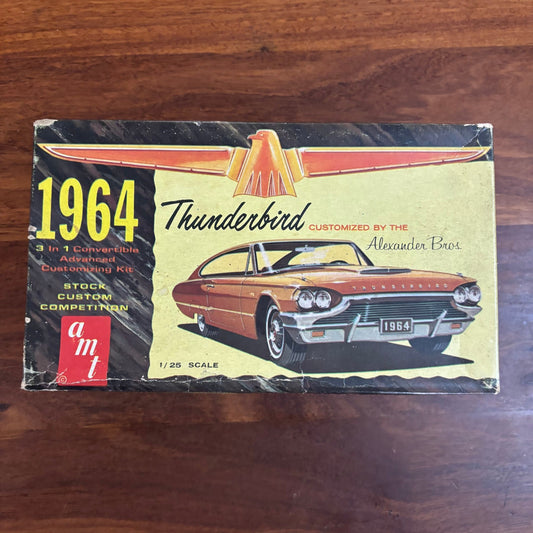 1964
3 In 1 Convertible
Advanced
Customizing Kit
STOCK
CUSTOM
COMPETITION
amt
©
Thunderbird
CUSTOMIZED BY THE
Alexander Bros.
THUNDERBIRD
1964
1/25 SCALE